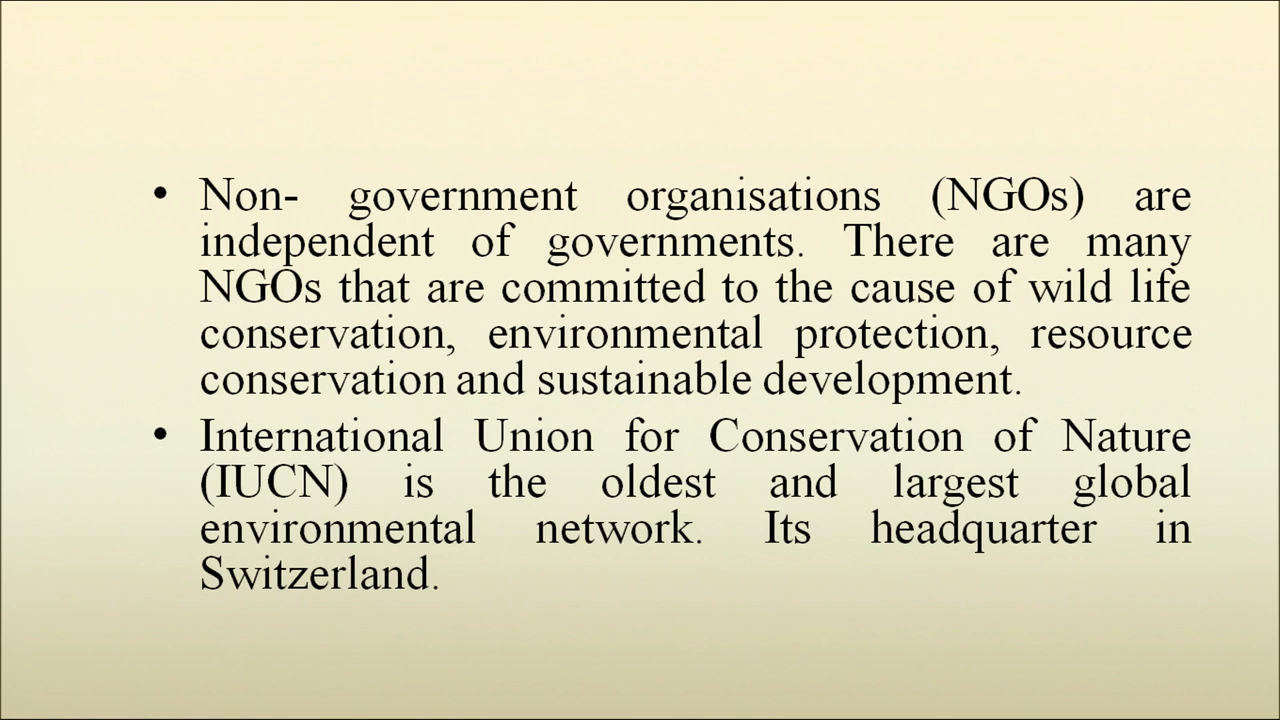 • Non- government organisations (NGOs) are
independent of governments. There are many
NGOs that are committed to the cause of wild life
conservation, environmental protection, resource
conservation and sustainable development.
• International Union for Conservation of Nature
(IUCN) is the oldest and largest global
environmental network. Its headquarter in
Switzerland.